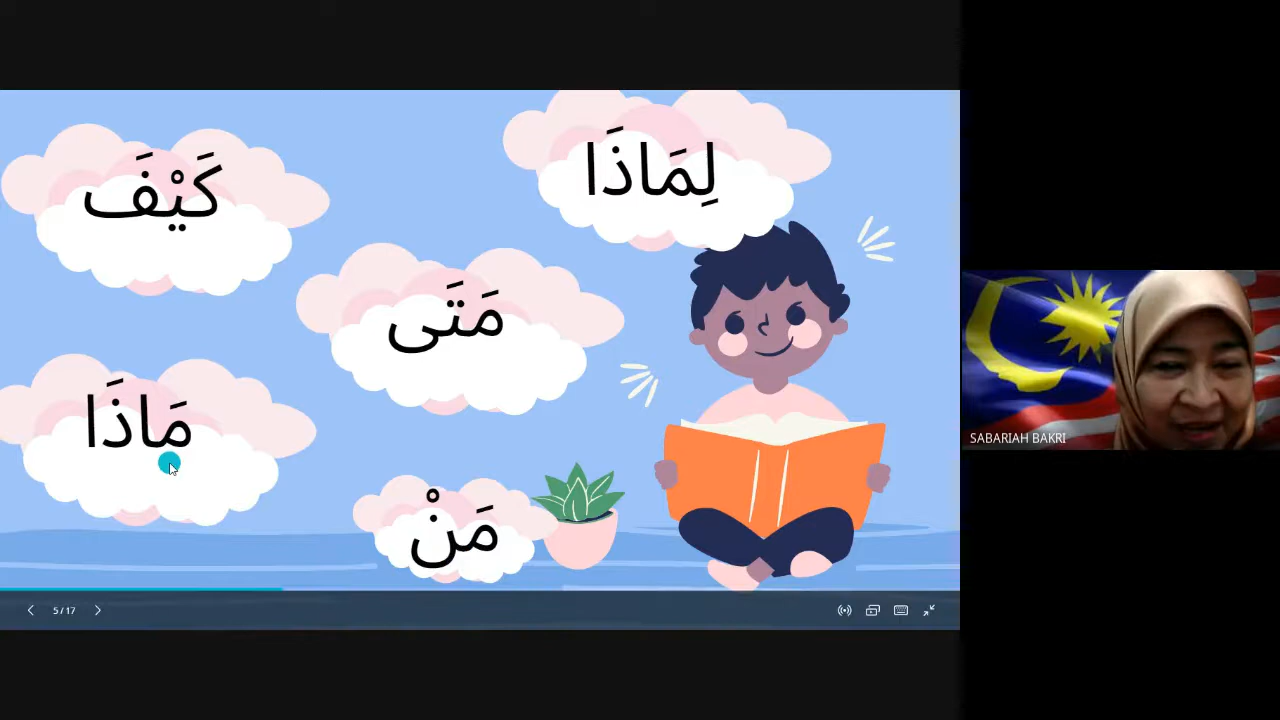 لِمَاذَا
كَيْفَ
مَتَى
مَاذَا
مَنْ
SABARIAH BAKRI
5 / 17